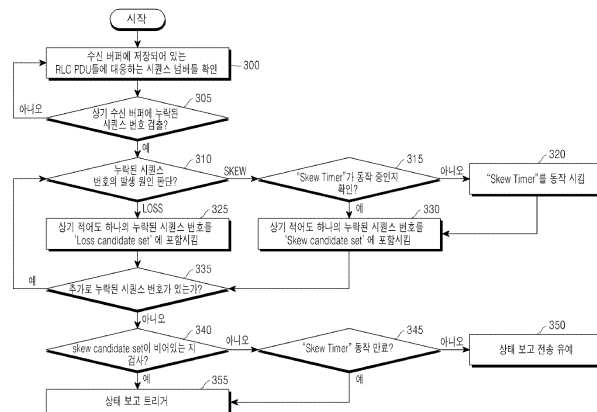 시작
수신 버퍼에 저장되어 있는
RLC PDU들에 대응하는 시퀀스 넘버들 확인
300
아니오
305
상기 수신 버퍼에 누락된
시퀀스 번호 검출?
예
310
누락된 시퀀스
번호의 발생 원인 판단?
SKEW
LOSS
315
"Skew Timer"가 동작 중인지
확인?
아니오
예
320
"Skew Timer"를 동작 시킴
325
상기 적어도 하나의 누락된 시퀀스 번호를
'Loss candidate set' 에 포함시킴
330
상기 적어도 하나의 누락된 시퀀스 번호를
'Skew candidate set' 에 포함시킴
335
추가로 누락된 시퀀스 번호가 있는가?
예
아니오
340
skew candidate set이 비어있는 지
검사?
아니오
예
345
"Skew Timer" 동작 만료?
아니오
예
350
상태 보고 전송 유예
355
상태 보고 트리거